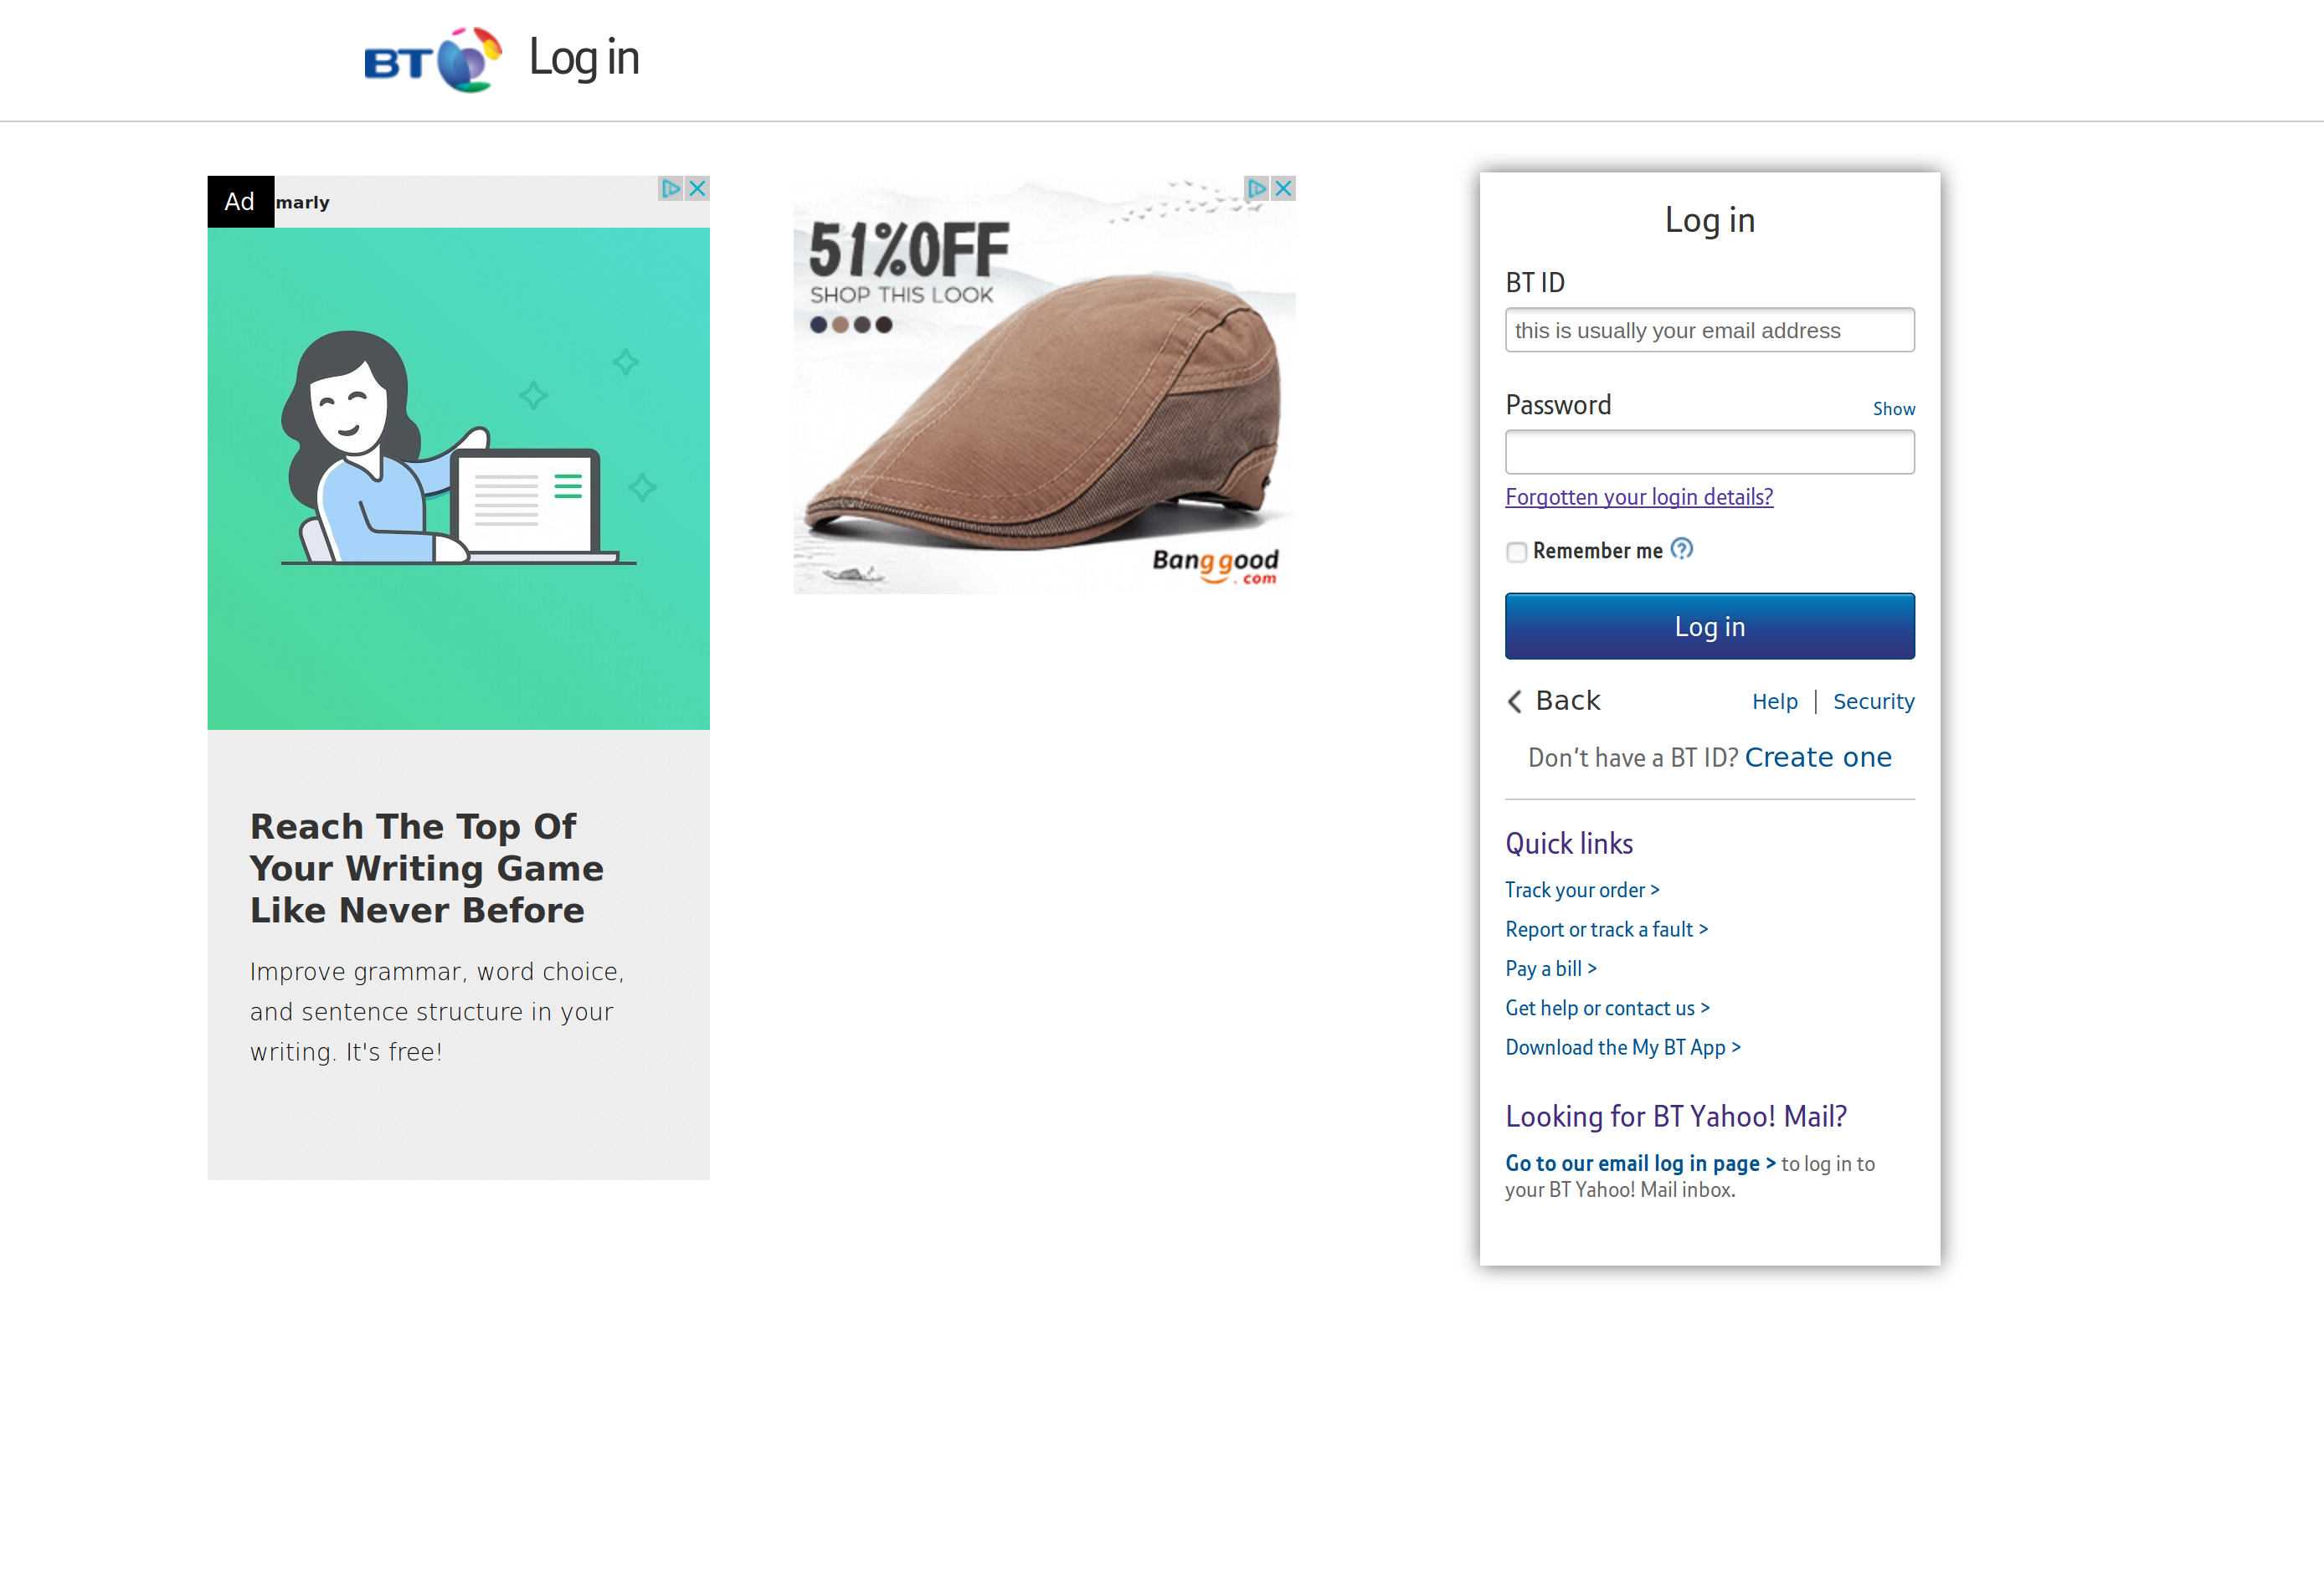 BT Log in
Ad marly
Reach The Top Of
Your Writing Game
Like Never Before
Improve grammar, word choice,
and sentence structure in your
writing. It's free!
51%OFF
SHOP THIS LOOK
Banggood
.com
Log in
BT ID
this is usually your email address
Password Show
Forgotten your login details?
Remember me ?
Log in
Back Help | Security
Don't have a BT ID? Create one
Quick links
Track your order >
Report or track a fault >
Pay a bill >
Get help or contact us >
Download the My BT App >
Looking for BT Yahoo! Mail?
Go to our email log in page > to log in to
your BT Yahoo! Mail inbox.